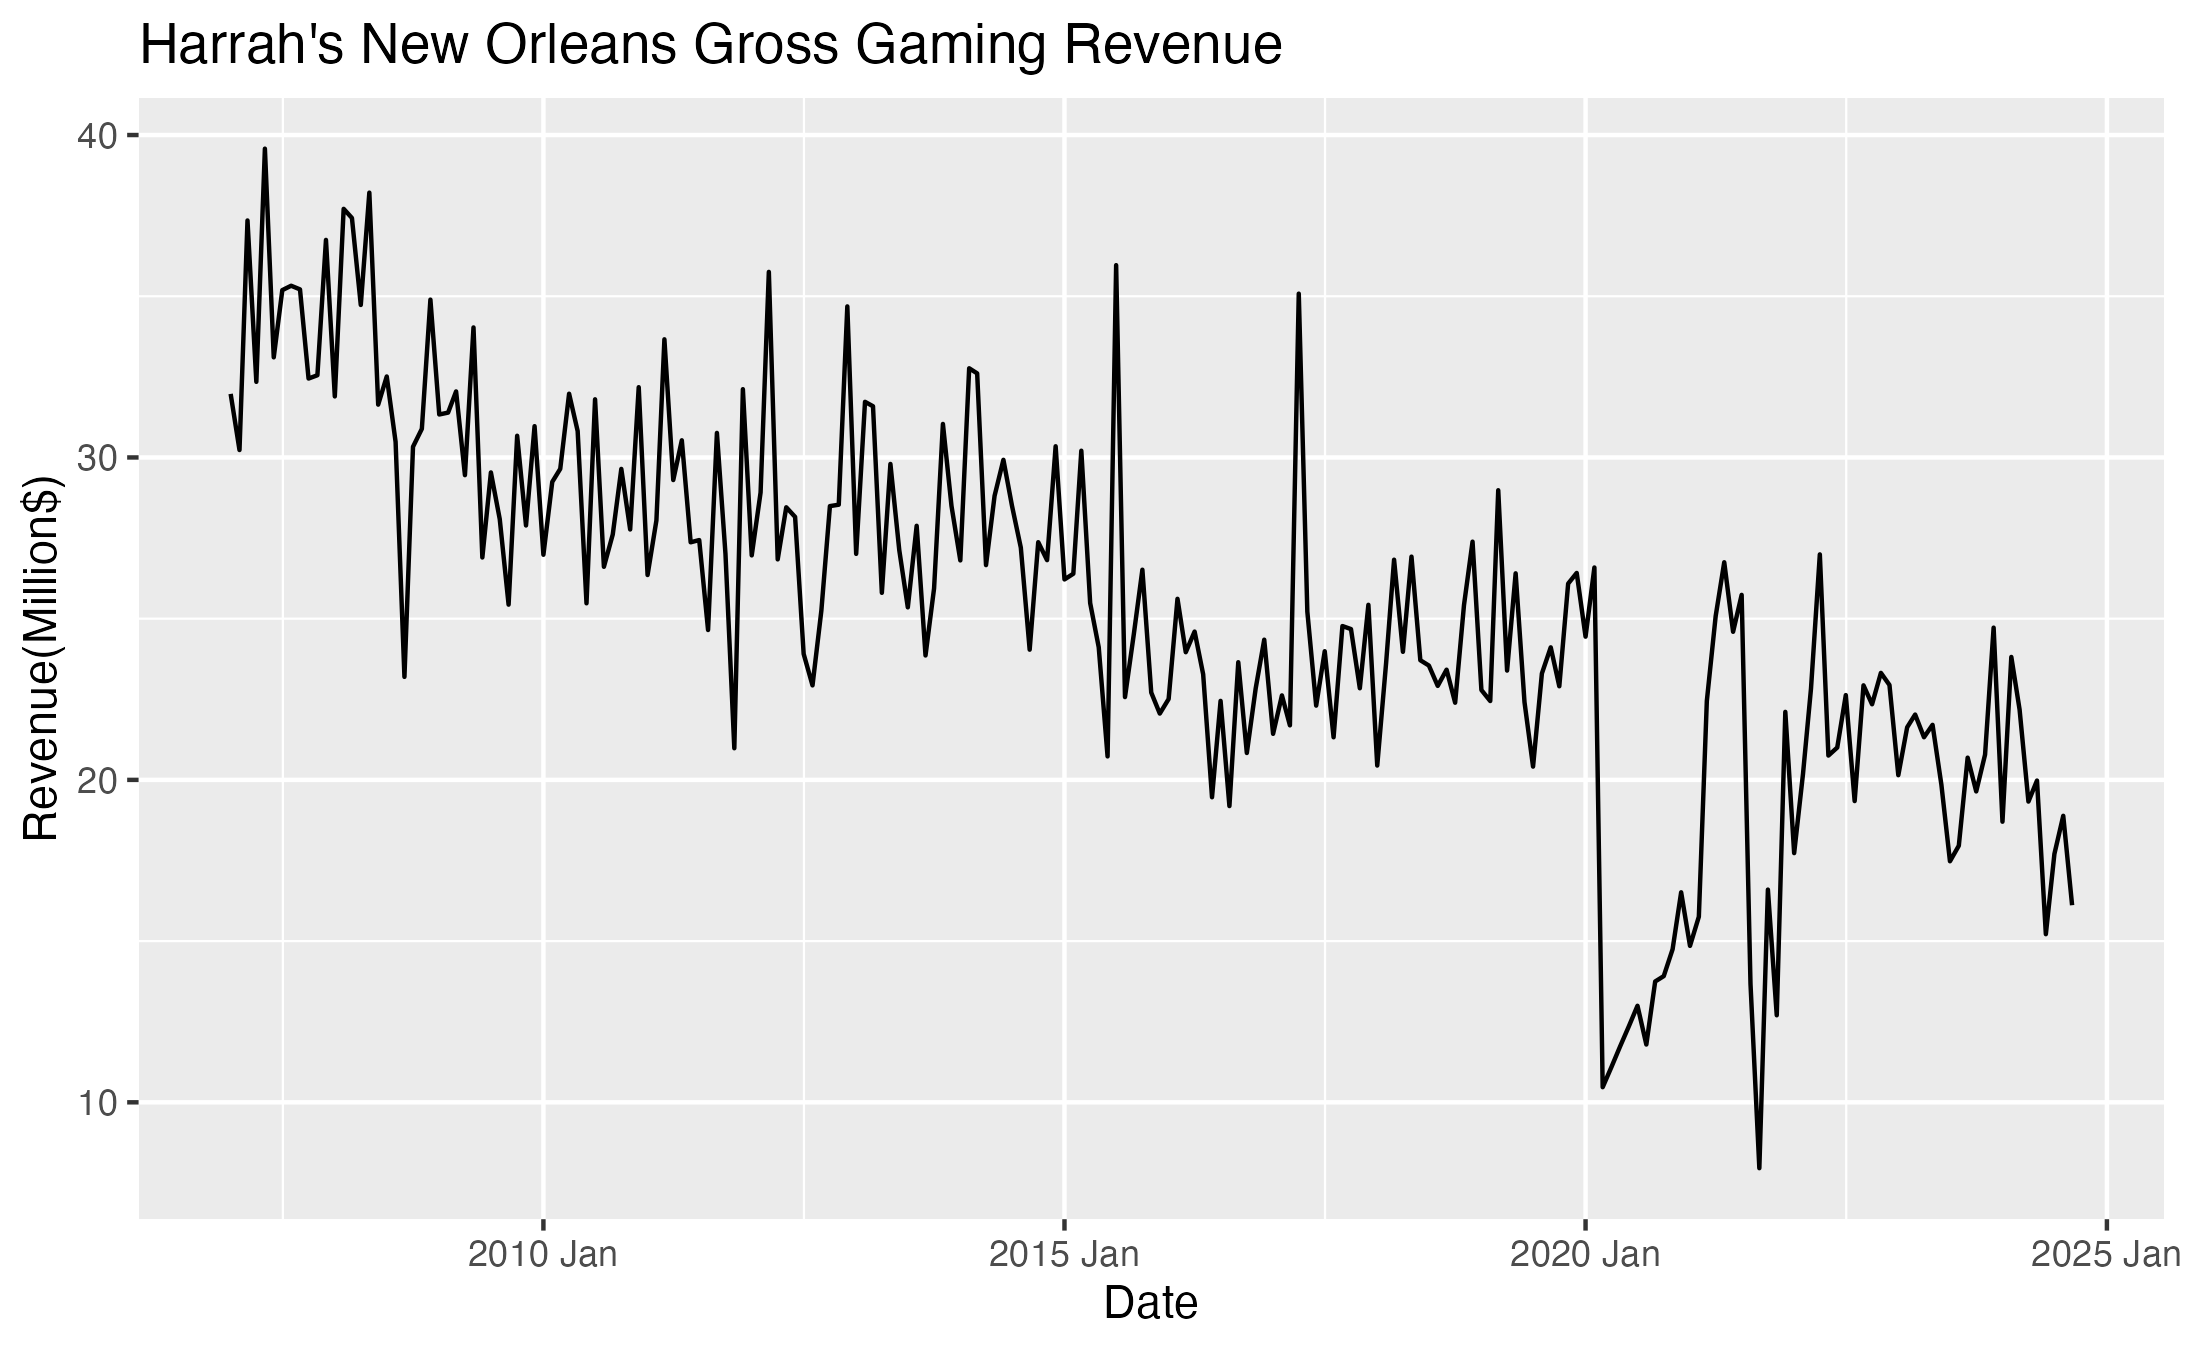 Harrah's New Orleans Gross Gaming Revenue
Revenue(Million$)
40
30
20
10
2010 Jan
2015 Jan
2020 Jan
2025 Jan
Date